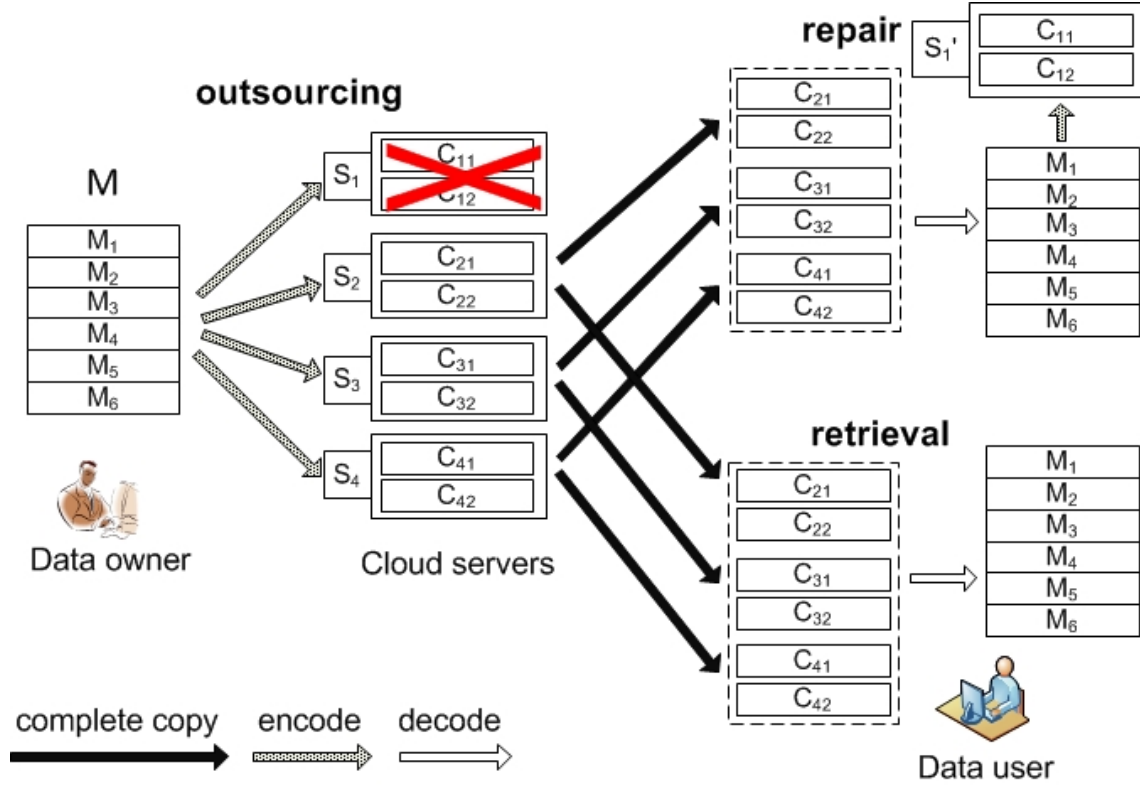 outsourcing
M
M₁
M₂
M₃
M₄
M₅
M₆
Data owner
S₁
C₁₁
C₁₂
S₂
C₂₁
C₂₂
S₃
C₃₁
C₃₂
S₄
C₄₁
C₄₂
Cloud servers
repair
C₂₁
C₂₂
C₃₁
C₃₂
C₄₁
C₄₂
S₁'
C₁₁
C₁₂
M₁
M₂
M₃
M₄
M₅
M₆
retrieval
C₂₁
C₂₂
C₃₁
C₃₂
C₄₁
C₄₂
M₁
M₂
M₃
M₄
M₅
M₆
Data user
complete copy
encode
decode